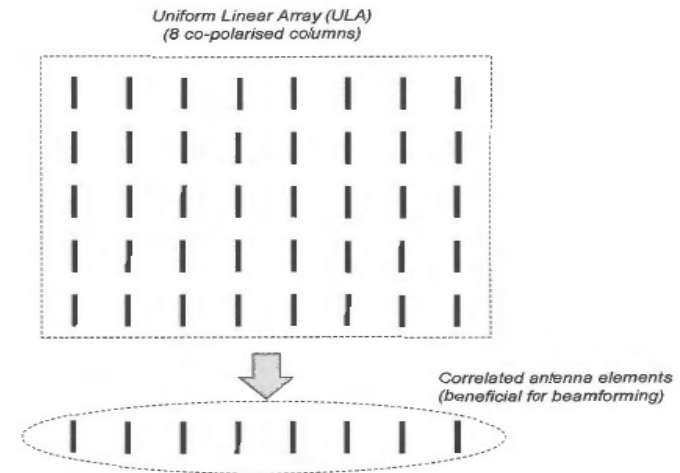 Uniform Linear Array (ULA)
(8 co-polarised columns)
Correlated antenna elements
(beneficial for beamforming)